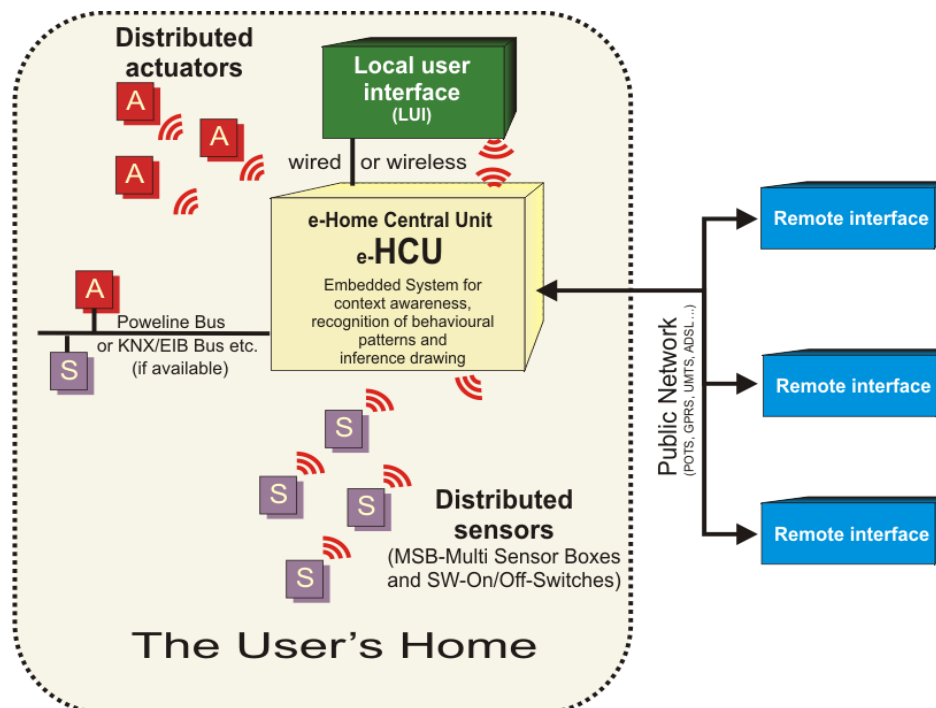 Distributed
actuators
A
A
A
Local user
interface
(LUI)
wired or wireless
e-Home Central Unit
e-HCU
Embedded System for
context awareness,
recognition of behavioural
patterns and
inference drawing
A
Poweline Bus
or KNX/EIB Bus etc.
(if available)
S
S
S
S
S
Distributed
sensors
(MSB-Multi Sensor Boxes
and SW-On/Off-Switches)
The User's Home
Public Network
(POTS, GPRS, UMTS, ADSL...)
Remote interface
Remote interface
Remote interface